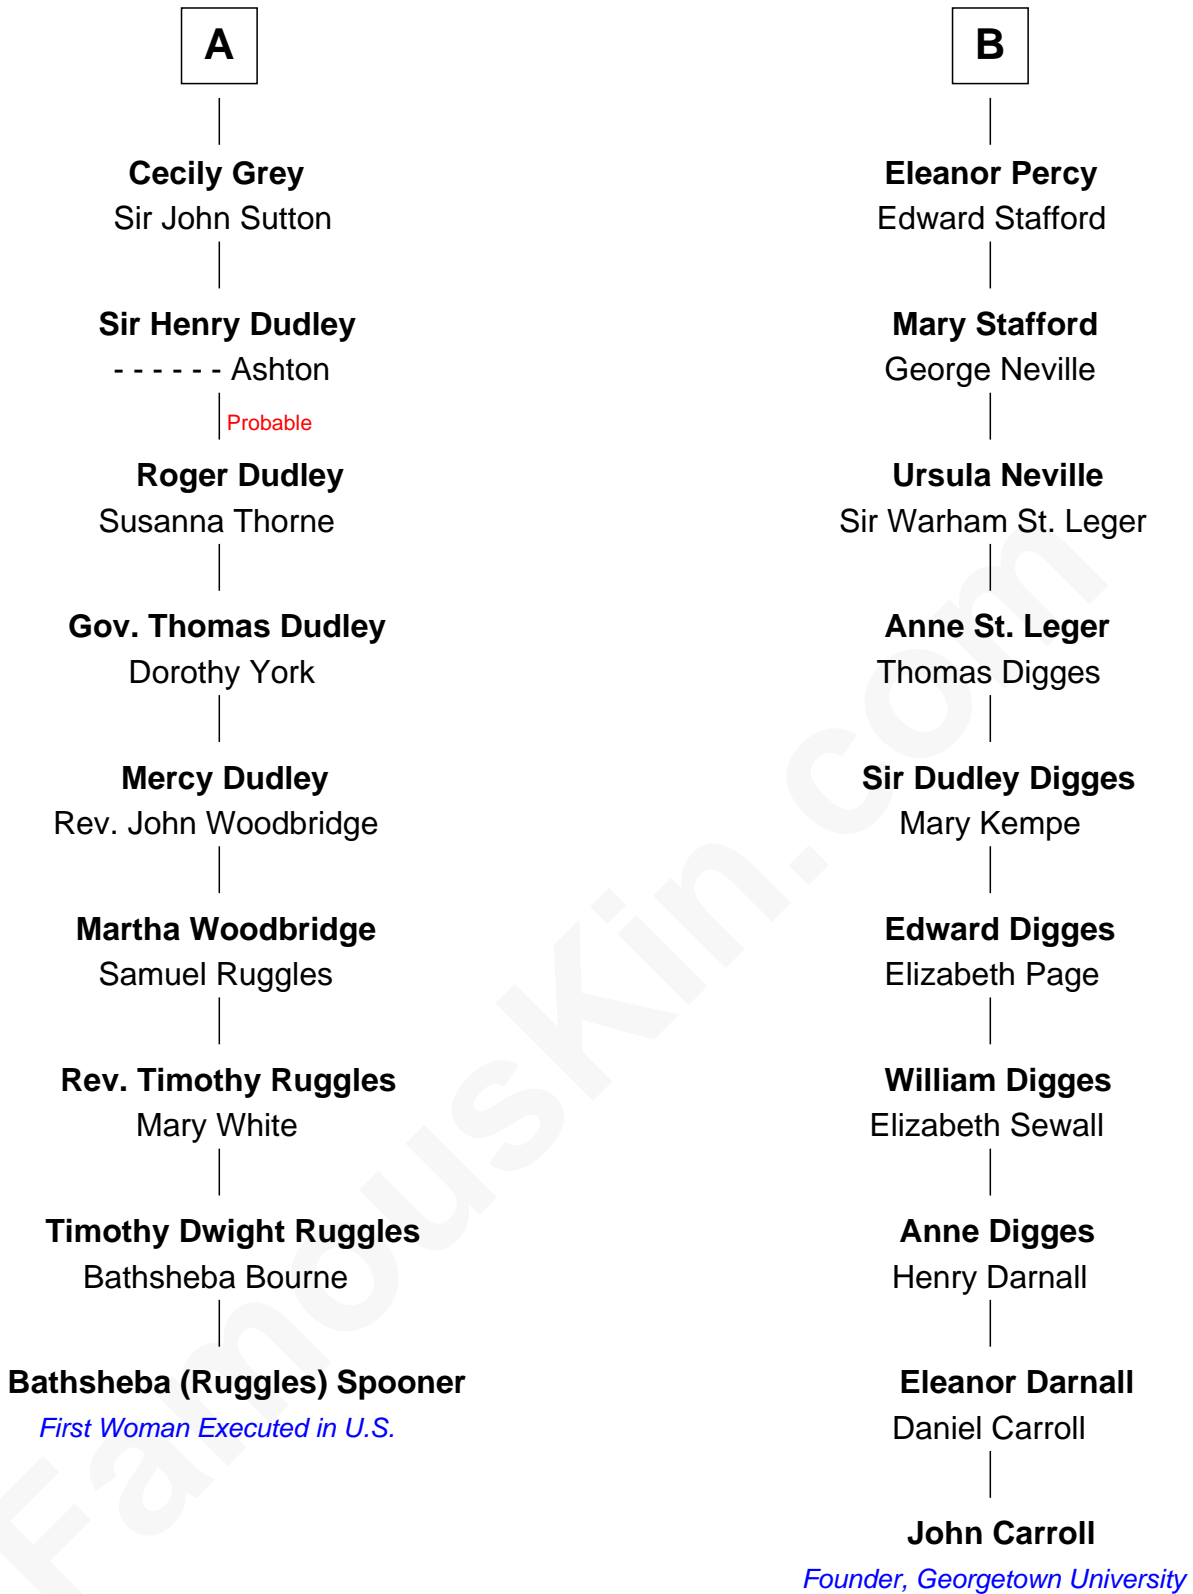 A
Cecily Grey
Sir John Sutton
Sir Henry Dudley
- - - - - - Ashton
Probable
Roger Dudley
Susanna Thorne
Gov. Thomas Dudley
Dorothy York
Mercy Dudley
Rev. John Woodbridge
Martha Woodbridge
Samuel Ruggles
Rev. Timothy Ruggles
Mary White
Timothy Dwight Ruggles
Bathsheba Bourne
Bathsheba (Ruggles) Spooner
First Woman Executed in U.S.
B
Eleanor Percy
Edward Stafford
Mary Stafford
George Neville
Ursula Neville
Sir Warham St. Leger
Anne St. Leger
Thomas Digges
Sir Dudley Digges
Mary Kempe
Edward Digges
Elizabeth Page
William Digges
Elizabeth Sewall
Anne Digges
Henry Darnall
Eleanor Darnall
Daniel Carroll
John Carroll
Founder, Georgetown University
FamousKin.com